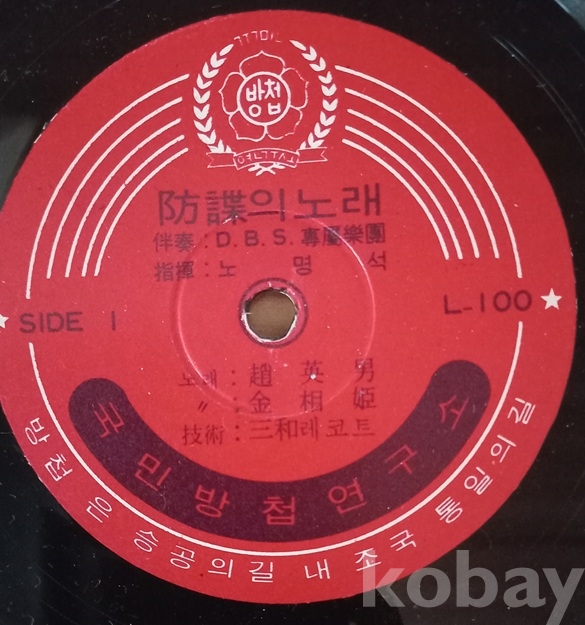 방첩
防諜의노래
伴奏 : D.B.S. 專屬樂團
指揮 : 노 명 석
SIDE 1
L-100
노래 : 趙 英 男
〃 : 金 相 姬
技術 : 三和레코트
국민방첩연구소
방첩은 승공의길 내 조국 통일의길
kobay